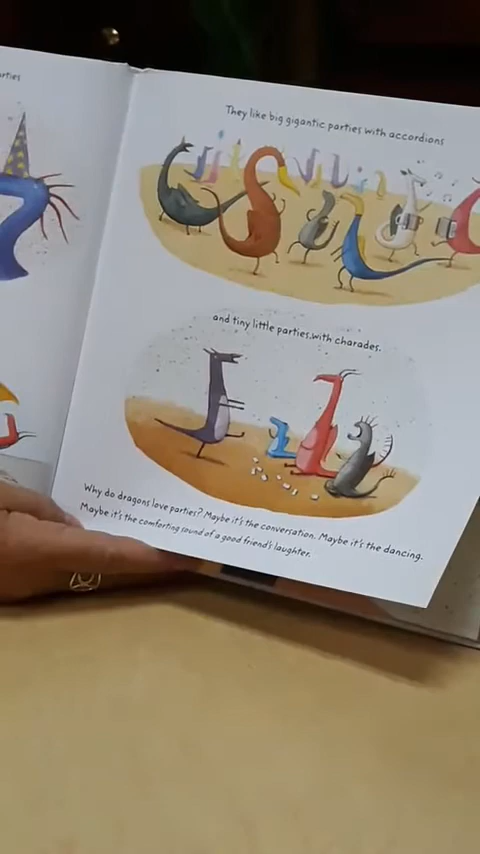 They like big gigantic parties with accordions
and tiny little parties with charades.
Why do dragons love parties? Maybe it's the conversation. Maybe it's the dancing.
Maybe it's the comforting sound of a good friend's laughter.